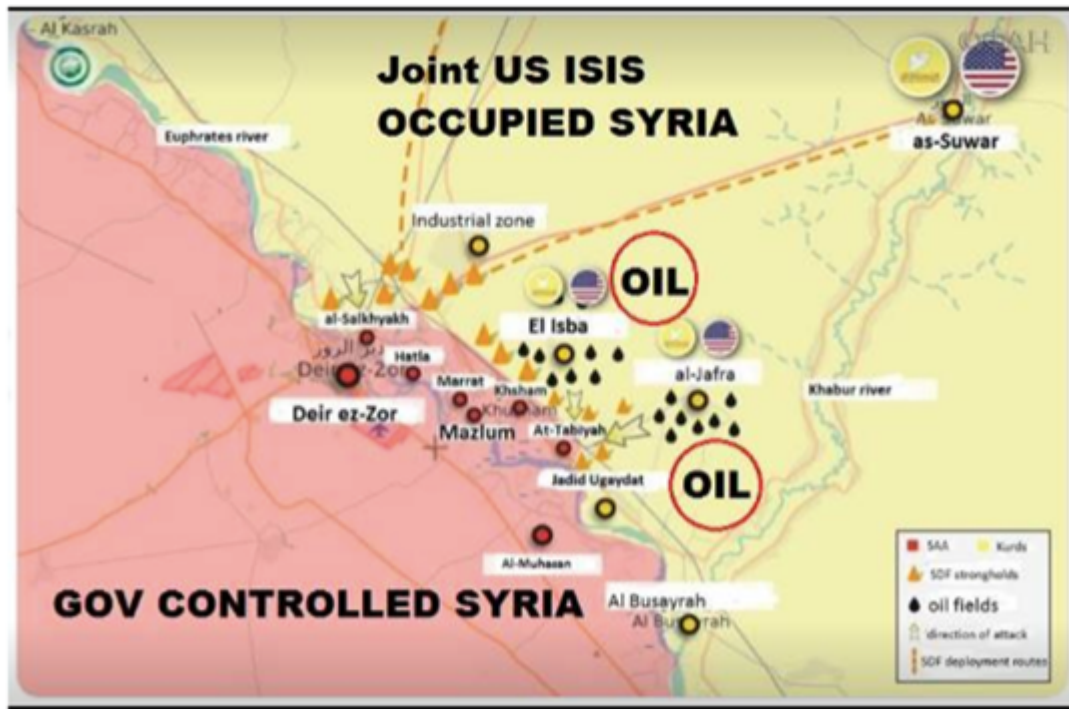 Al Kasrah
ФАН
Joint US ISIS
OCCUPIED SYRIA
Euphrates river
as-Suwar
Industrial zone
OIL
al-Salkhyakh
El Isba
دير الزور
Deir ez-Zor
Hatla
al-Jafra
Marrat
Khsham
Khabur river
Deir ez-Zor
Mazlum
At-Tabiyah
Jadid Ugaydat
OIL
Al-Muhasan
GOV CONTROLLED SYRIA
Al Busayrah
Al Busayrah
SAA
Kurds
SDF strongholds
oil fields
direction of attack
SDF deployment routes